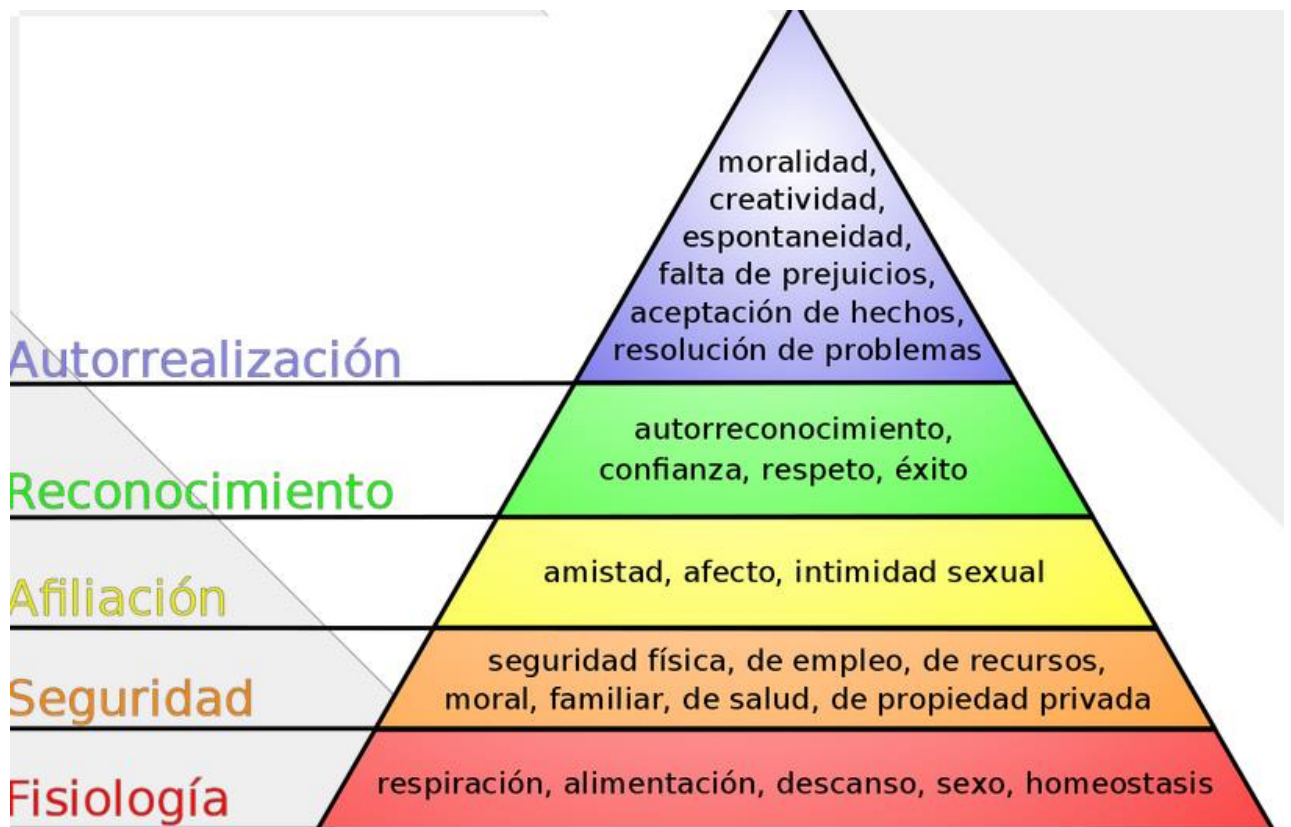 moralidad,
creatividad,
espontaneidad,
falta de prejuicios,
aceptación de hechos,
resolución de problemas
Autorrealización
autorreconocimiento,
confianza, respeto, éxito
Reconocimiento
amistad, afecto, intimidad sexual
Afiliación
seguridad física, de empleo, de recursos,
moral, familiar, de salud, de propiedad privada
Seguridad
respiración, alimentación, descanso, sexo, homeostasis
Fisiología